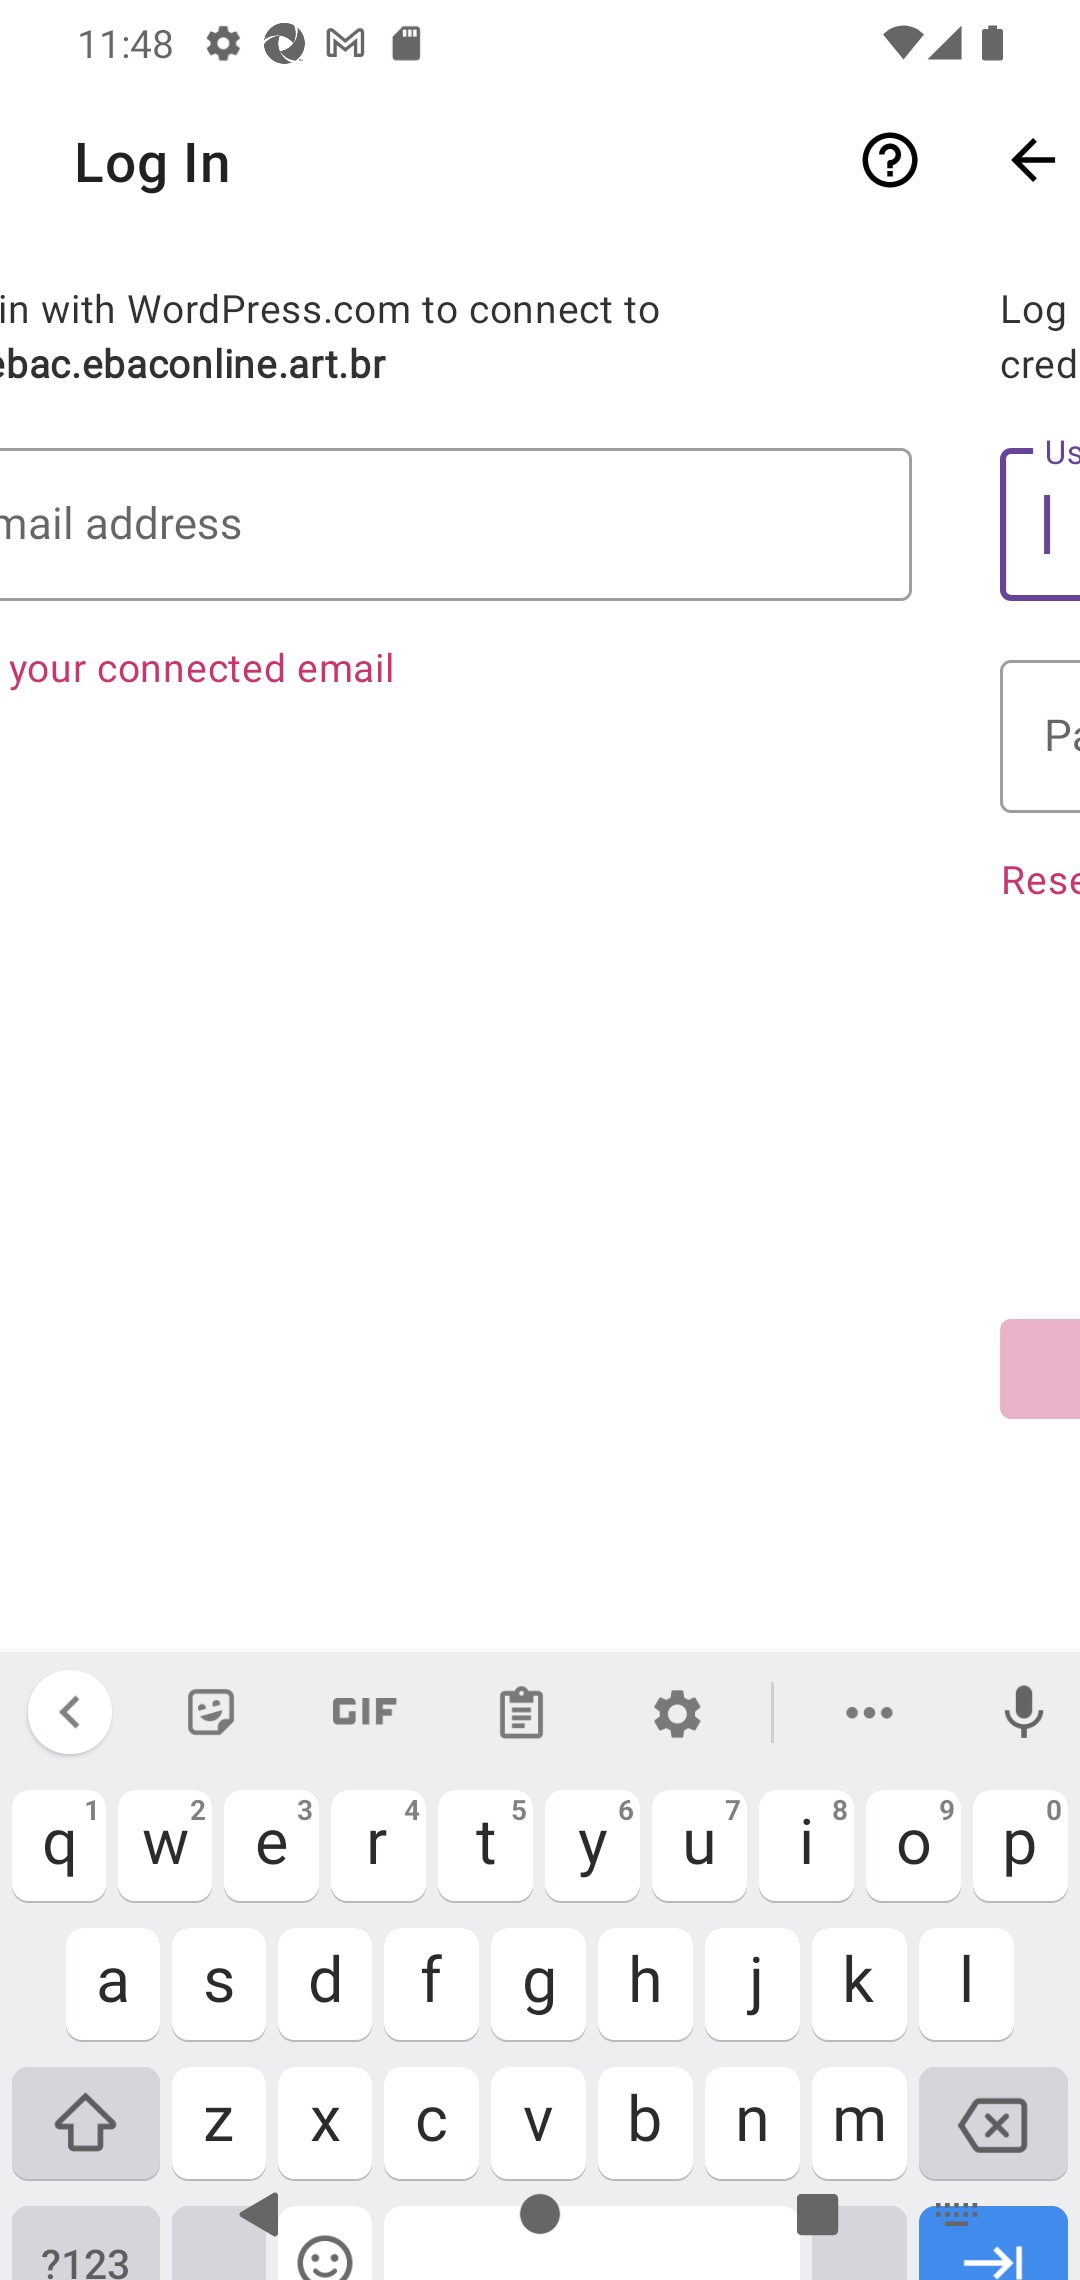 11:48
Log In
in with WordPress.com to connect to
ebac.ebaconline.art.br
mail address
your connected email
Log
cred
Us
Pa
Rese
GIF
q 1 w 2 e 3 r 4 t 5 y 6 u 7 i 8 o 9 p 0
a s d f g h j k l
z x c v b n m
?123